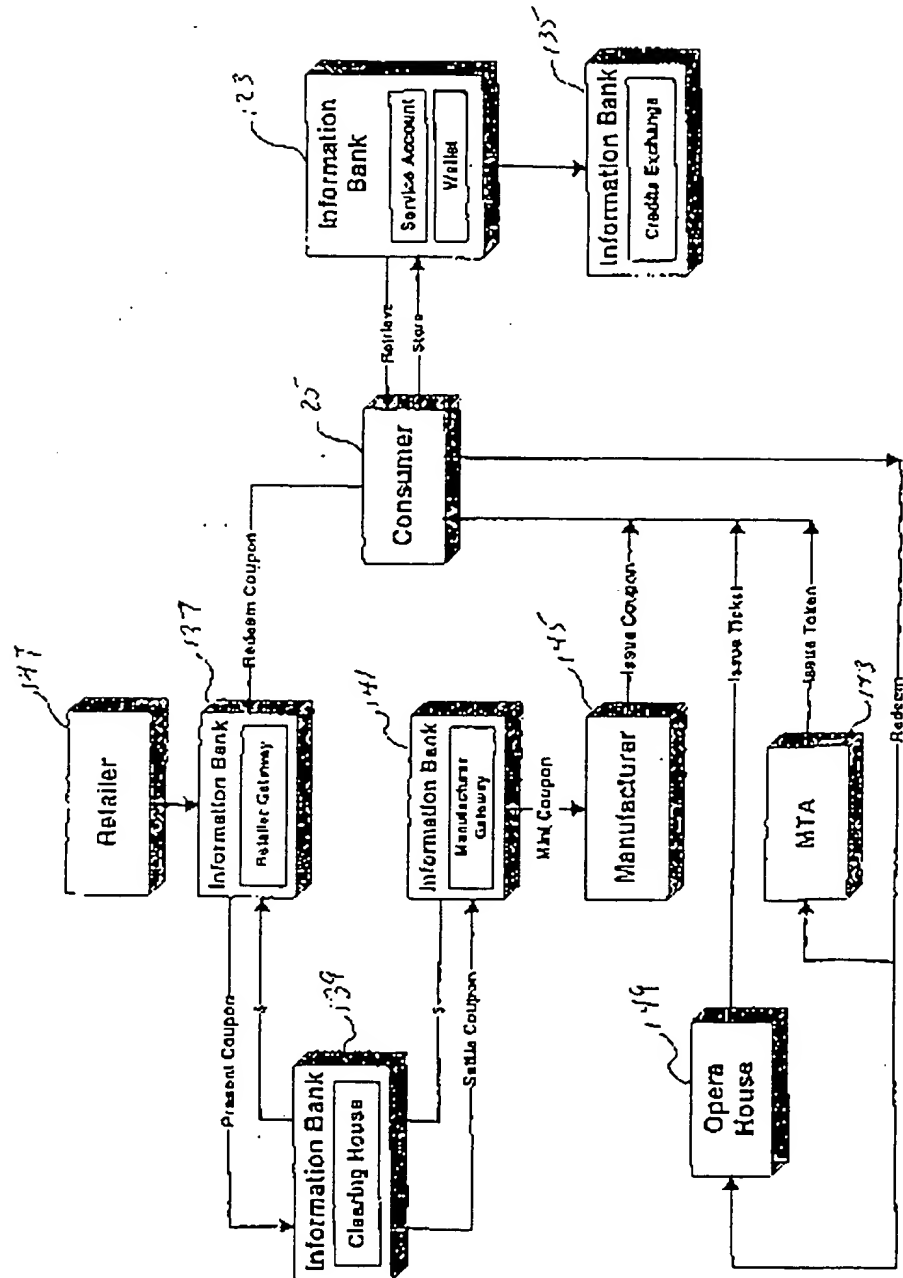 147
Retailer
137
Information Bank
Retailer Gateway
Redeem Coupon
Present Coupon
$
139
Information Bank
Clearing House
$
Settle Coupon
141
Information Bank
Manufacturer
Gateway
Mint Coupon
145
Manufacturer
Issue Coupon
25
Consumer
Retrieve
Store
123
Information
Bank
Service Account
Wallet
135
Information Bank
Credits Exchange
149
Opera
House
Issue Ticket
MTA
143
Issue Token
Redeem